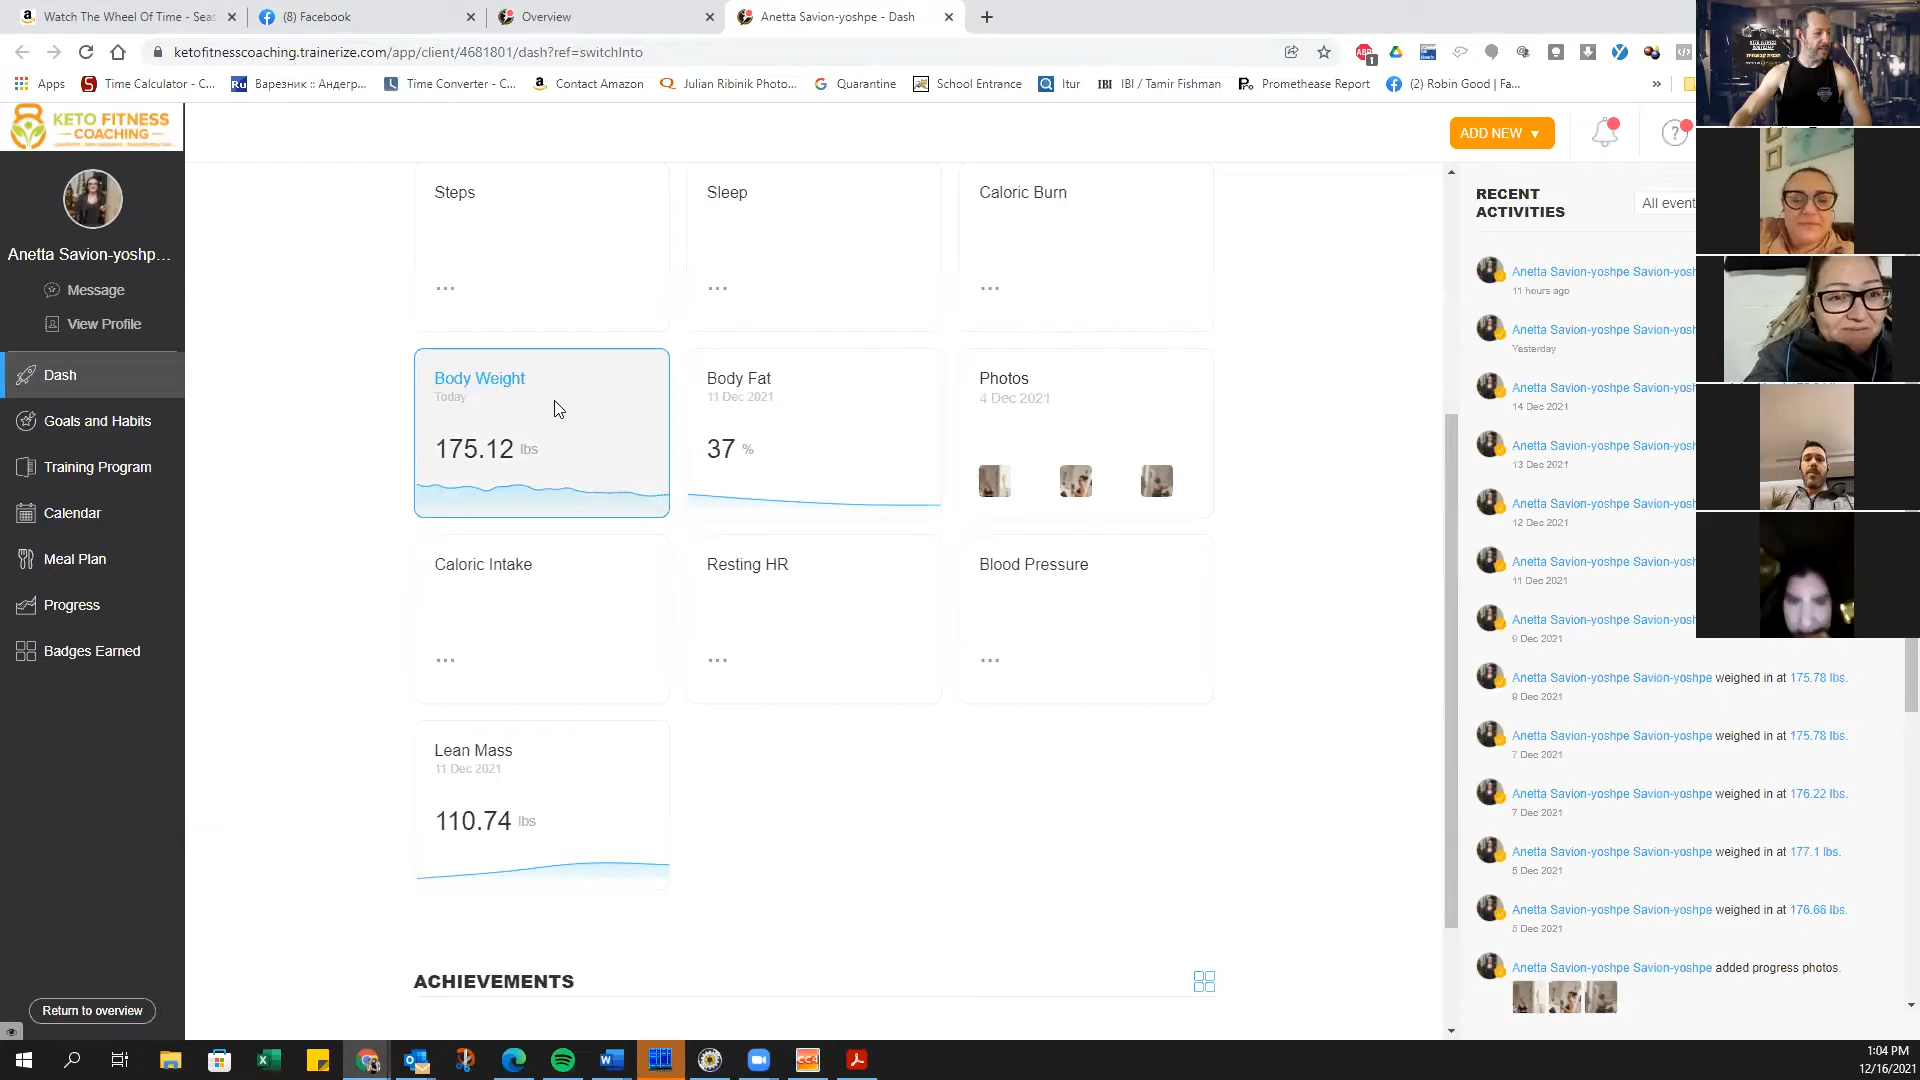 Watch The Wheel Of Time - Seas
(8) Facebook
Overview
Anetta Savion-yoshpe - Dash
ketofitnesscoaching.trainerize.com/app/client/4681801/dash?ref=switchInto
Apps
Time Calculator - C...
Варезник :: Андегр...
Time Converter - C...
Contact Amazon
Julian Ribinik Photo...
Quarantine
School Entrance
Itur
IBI / Tamir Fishman
Promethease Report
(2) Robin Good | Fa...
KETO FITNESS
COACHING
ADD NEW
Anetta Savion-yoshp...
Message
View Profile
Dash
Goals and Habits
Training Program
Calendar
Meal Plan
Progress
Badges Earned
Return to overview
Steps
...
Sleep
...
Caloric Burn
...
Body Weight
Today
175.12 lbs
Body Fat
11 Dec 2021
37 %
Photos
4 Dec 2021
Caloric Intake
...
Resting HR
...
Blood Pressure
...
Lean Mass
11 Dec 2021
110.74 lbs
ACHIEVEMENTS
RECENT
ACTIVITIES
All event
Anetta Savion-yoshpe Savion-yosh
11 hours ago
Anetta Savion-yoshpe Savion-yosh
Yesterday
Anetta Savion-yoshpe Savion-yosh
14 Dec 2021
Anetta Savion-yoshpe Savion-yosh
13 Dec 2021
Anetta Savion-yoshpe Savion-yosh
12 Dec 2021
Anetta Savion-yoshpe Savion-yosh
11 Dec 2021
Anetta Savion-yoshpe Savion-yosh
9 Dec 2021
Anetta Savion-yoshpe Savion-yoshpe weighed in at 175.78 lbs.
9 Dec 2021
Anetta Savion-yoshpe Savion-yoshpe weighed in at 175.78 lbs.
7 Dec 2021
Anetta Savion-yoshpe Savion-yoshpe weighed in at 176.22 lbs.
7 Dec 2021
Anetta Savion-yoshpe Savion-yoshpe weighed in at 177.1 lbs.
5 Dec 2021
Anetta Savion-yoshpe Savion-yoshpe weighed in at 176.66 lbs.
5 Dec 2021
Anetta Savion-yoshpe Savion-yoshpe added progress photos.
1:04 PM
12/16/2021